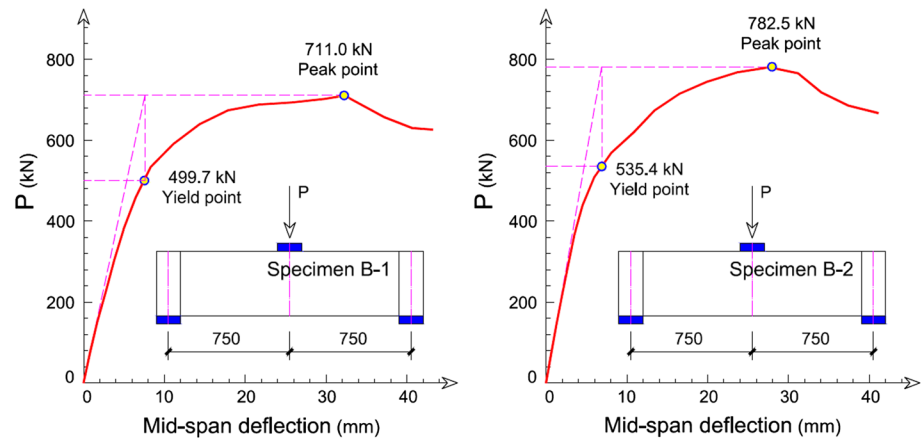 711.0 kN
Peak point
800
600
400
200
0
P (kN)
499.7 kN
Yield point
P
Specimen B-1
750
750
0
10
20
30
40
Mid-span deflection (mm)
782.5 kN
Peak point
800
600
400
200
0
P (kN)
535.4 kN
Yield point
P
Specimen B-2
750
750
0
10
20
30
40
Mid-span deflection (mm)